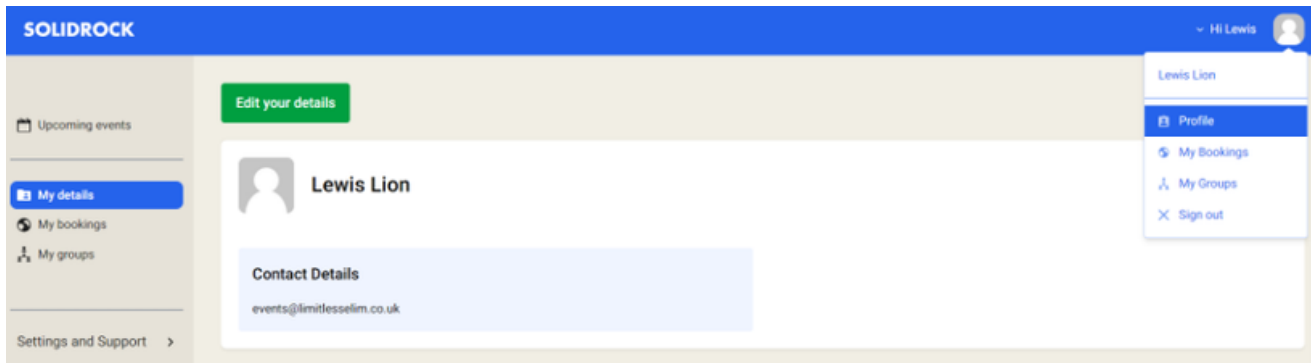 SOLIDROCK
Hi Lewis
Lewis Lion
Profile
My Bookings
My Groups
Sign out
Upcoming events
My details
My bookings
My groups
Settings and Support
Edit your details
Lewis Lion
Contact Details
events@limitlesselim.co.uk